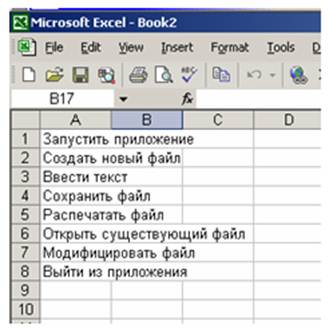 Microsoft Excel - Book2
File Edit View Insert Format Tools D
B17 fx
A B C D
1 Запустить приложение
2 Создать новый файл
3 Ввести текст
4 Сохранить файл
5 Распечатать файл
6 Открыть существующий файл
7 Модифицировать файл
8 Выйти из приложения
9
10